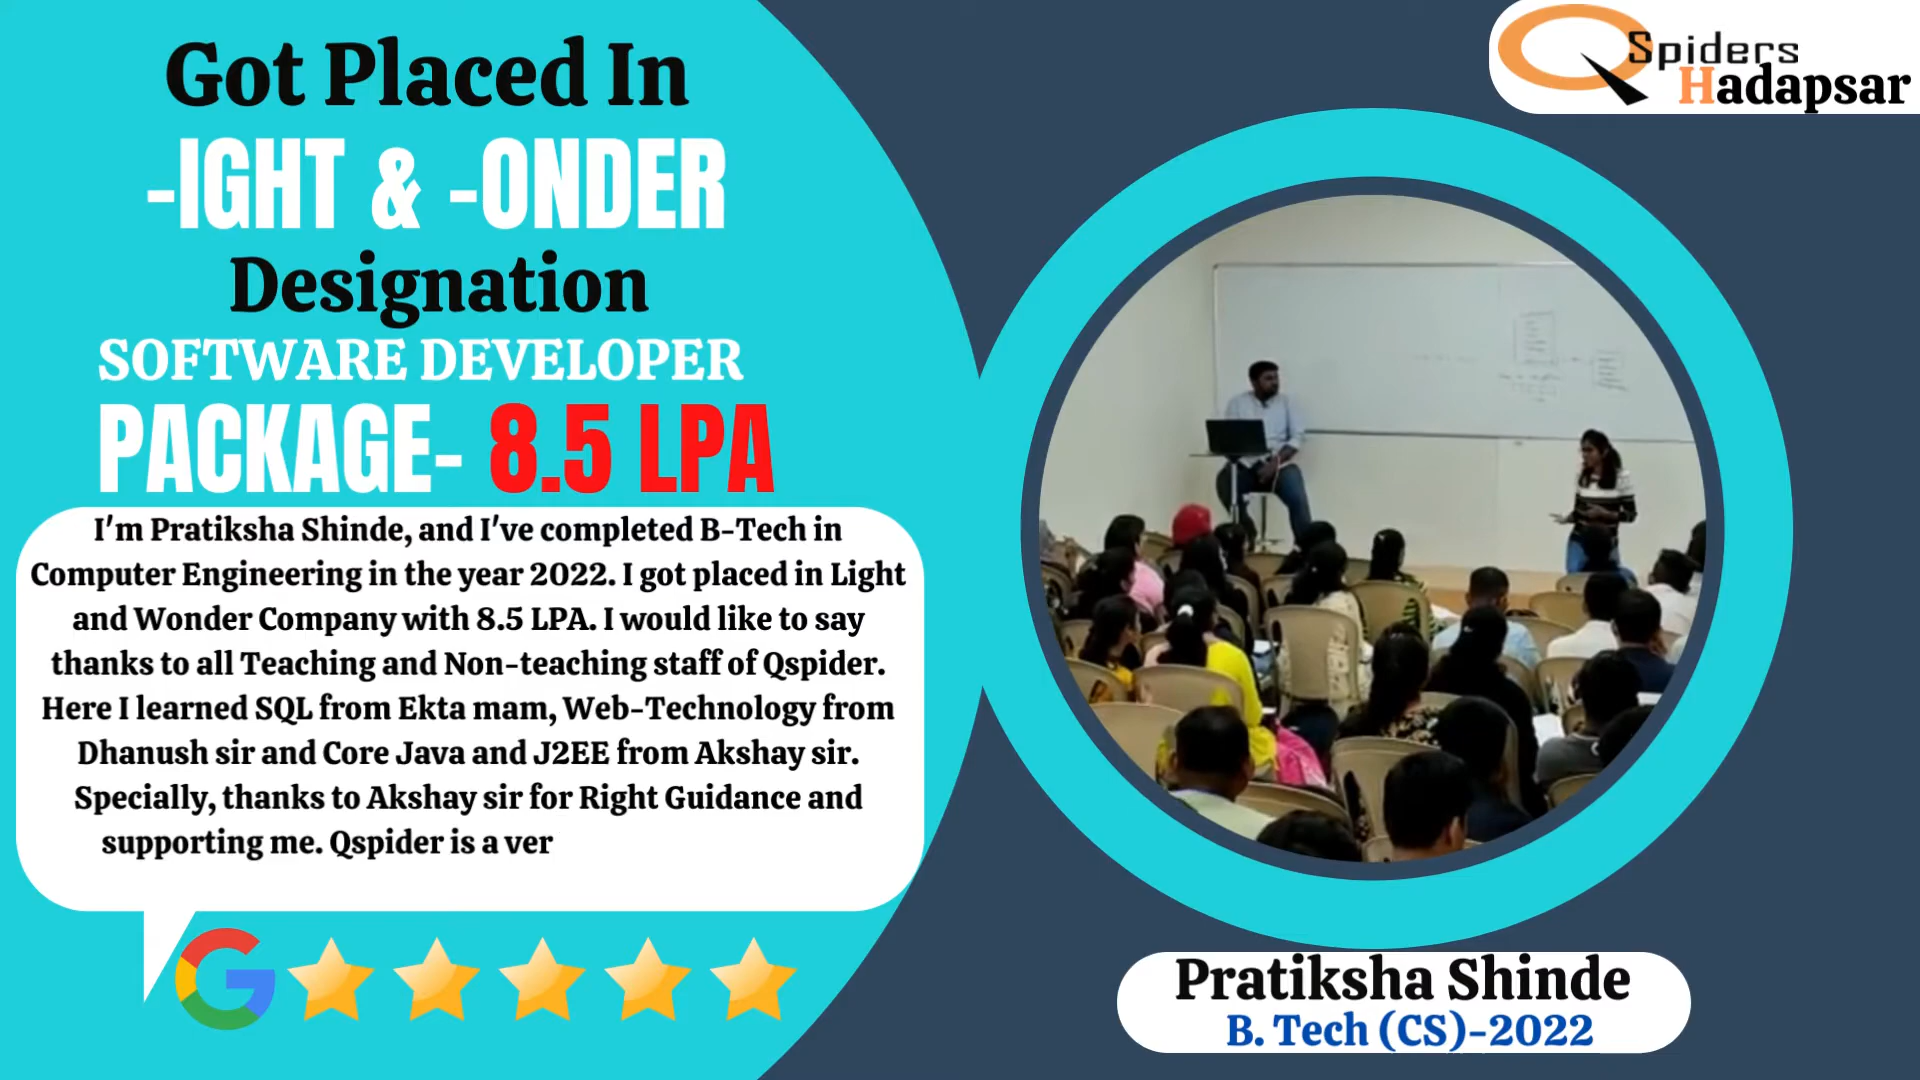 Got Placed In
-IGHT & -ONDER
Designation
SOFTWARE DEVELOPER
PACKAGE- 8.5 LPA
I'm Pratiksha Shinde, and I've completed B-Tech in
Computer Engineering in the year 2022. I got placed in Light
and Wonder Company with 8.5 LPA. I would like to say
thanks to all Teaching and Non-teaching staff of Qspider.
Here I learned SQL from Ekta mam, Web-Technology from
Dhanush sir and Core Java and J2EE from Akshay sir.
Specially, thanks to Akshay sir for Right Guidance and
supporting me. Qspider is a ver
G
QSpiders
Hadapsar
Pratiksha Shinde
B. Tech (CS)-2022